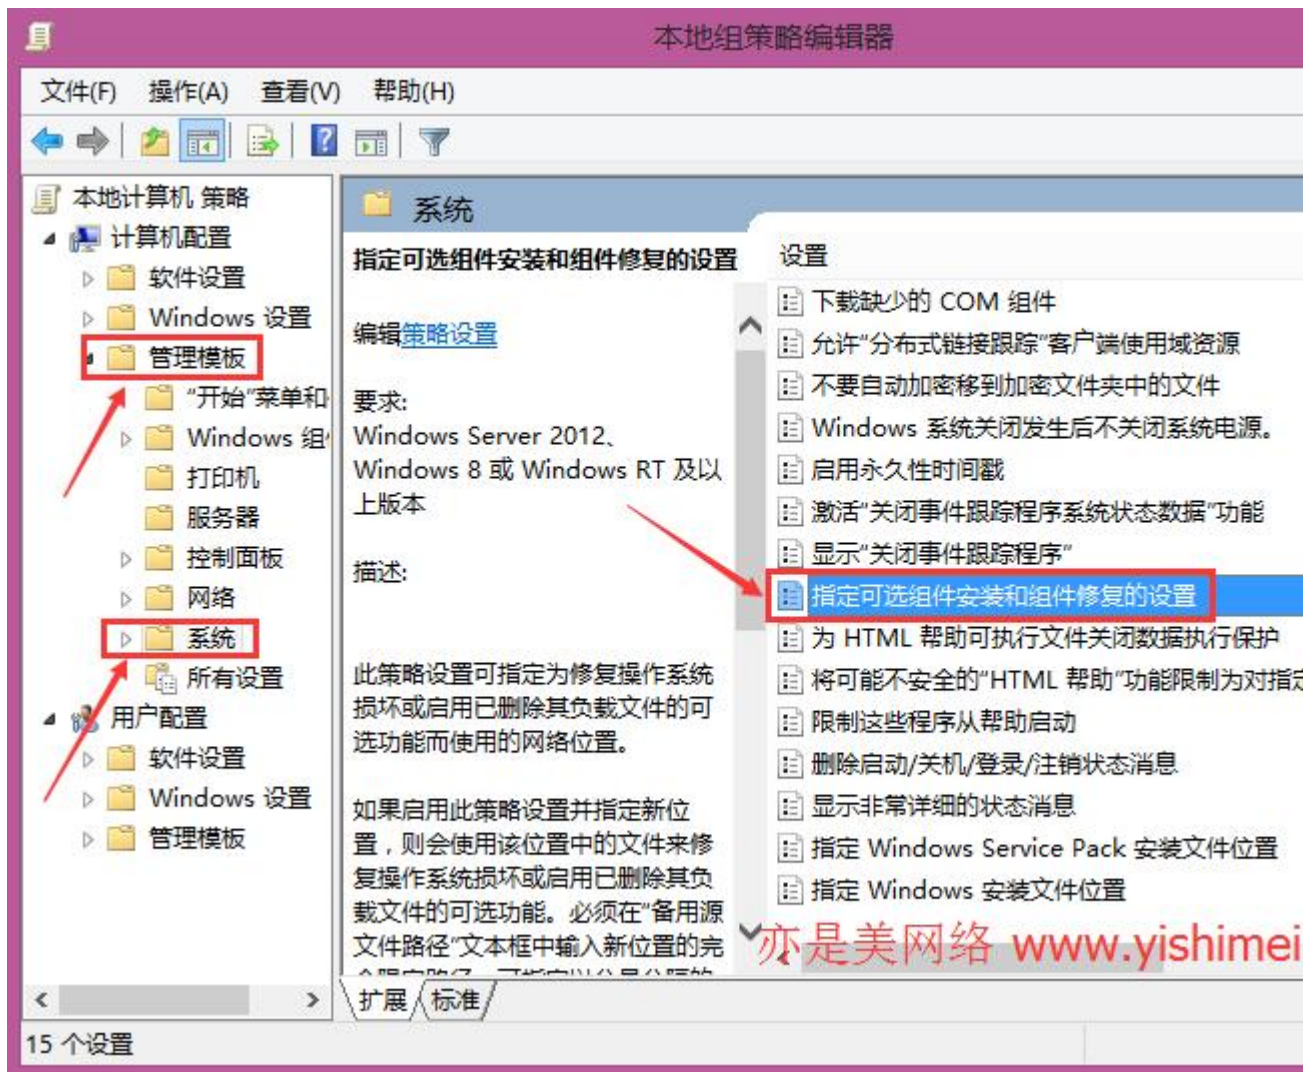 本地组策略编辑器
文件(F) 操作(A) 查看(V) 帮助(H)
本地计算机 策略
计算机配置
软件设置
Windows 设置
管理模板
"开始"菜单和
Windows 组
打印机
服务器
控制面板
网络
系统
所有设置
用户配置
软件设置
Windows 设置
管理模板
系统
指定可选组件安装和组件修复的设置
编辑策略设置
要求:
Windows Server 2012、
Windows 8 或 Windows RT 及以
上版本
描述:
此策略设置可指定为修复操作系统
损坏或启用已删除其负载文件的可
选功能而使用的网络位置。
如果启用此策略设置并指定新位
置，则会使用该位置中的文件来修
复操作系统损坏或启用已删除其负
载文件的可选功能。必须在"备用源
文件路径"文本框中输入新位置的完
设置
下载缺少的 COM 组件
允许"分布式链接跟踪"客户端使用域资源
不要自动加密移到加密文件夹中的文件
Windows 系统关闭发生后不关闭系统电源。
启用永久性时间戳
激活"关闭事件跟踪程序系统状态数据"功能
显示"关闭事件跟踪程序"
指定可选组件安装和组件修复的设置
为 HTML 帮助可执行文件关闭数据执行保护
将可能不安全的"HTML 帮助"功能限制为对指定
限制这些程序从帮助启动
删除启动/关机/登录/注销状态消息
显示非常详细的状态消息
指定 Windows Service Pack 安装文件位置
指定 Windows 安装文件位置
亦是美网络 www.yishimei
扩展 标准
15 个设置